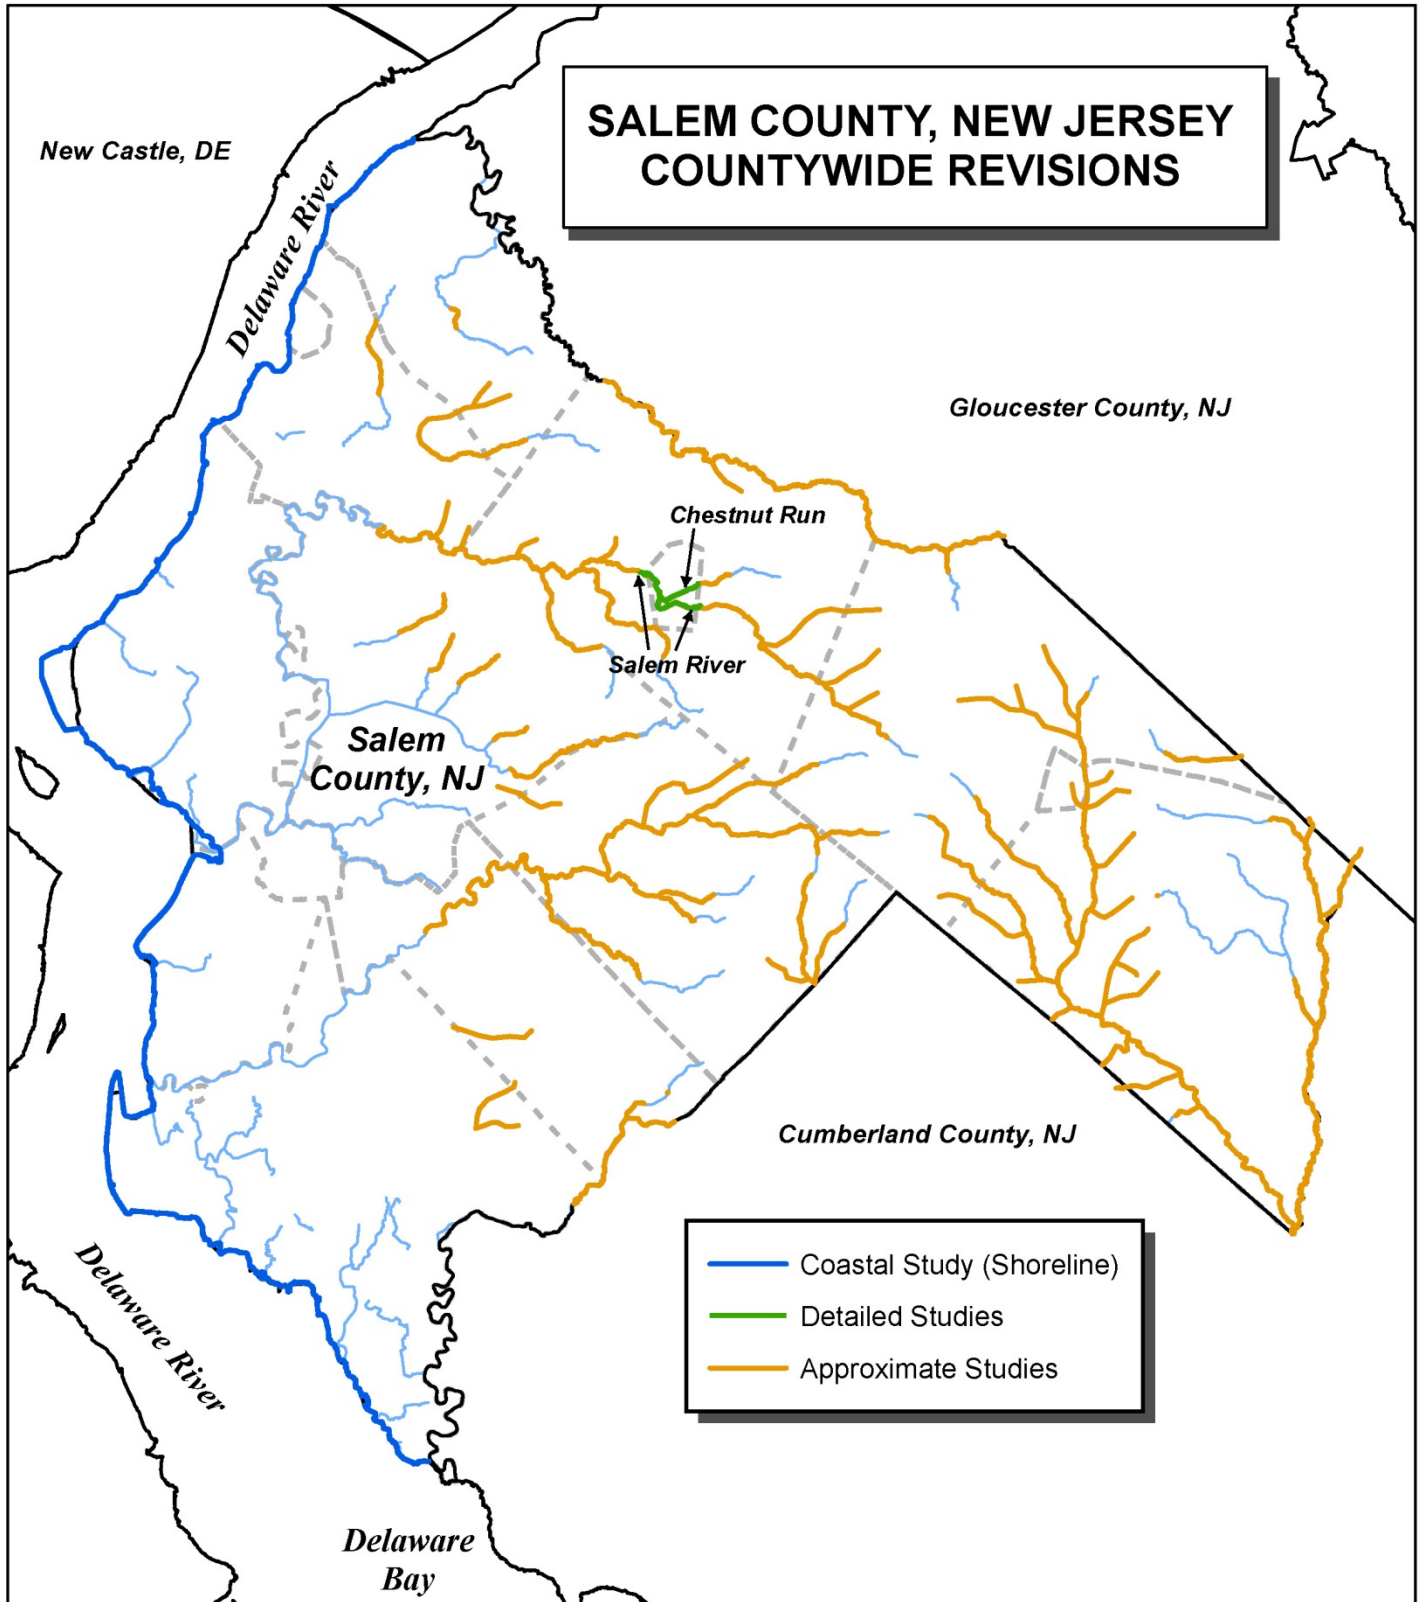 SALEM COUNTY, NEW JERSEY
COUNTYWIDE REVISIONS
New Castle, DE
Delaware River
Gloucester County, NJ
Chestnut Run
Salem River
Salem
County, NJ
Cumberland County, NJ
Coastal Study (Shoreline)
Detailed Studies
Approximate Studies
Delaware River
Delaware
Bay